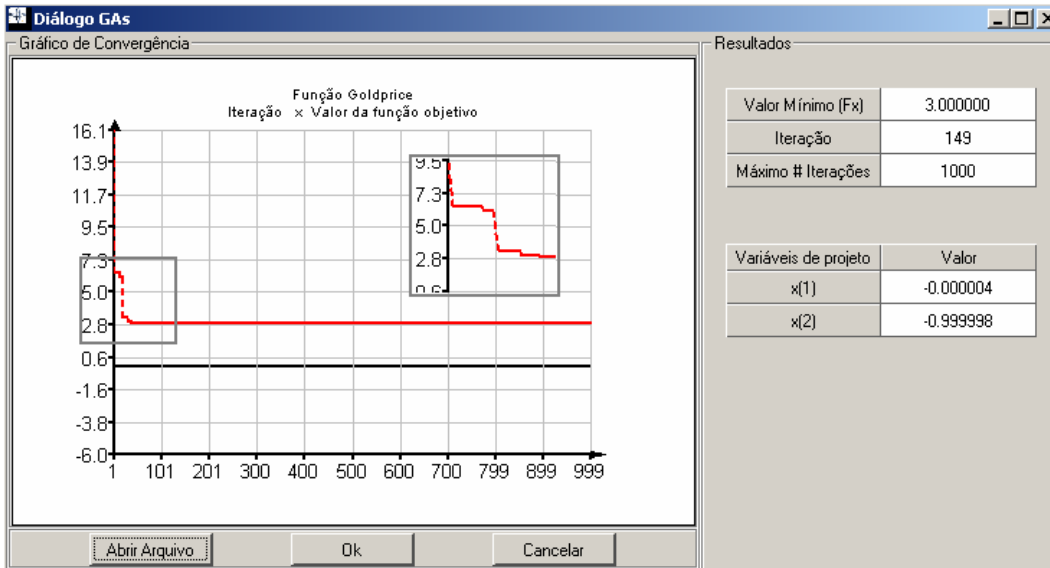 Diálogo GAs
Gráfico de Convergência
Função Goldprice
Iteração x Valor da função objetivo
16.1
13.9
11.7
9.5
7.3
5.0
2.8
0.6
-1.6
-3.8
-6.0
1 101 201 300 400 500 600 700 799 899 999
9.5
7.3
5.0
2.8
0.6
Abrir Arquivo Ok Cancelar
Resultados
Valor Mínimo (Fx) 3.000000
Iteração 149
Máximo # Iterações 1000
Variáveis de projeto Valor
x(1) -0.000004
x(2) -0.999998